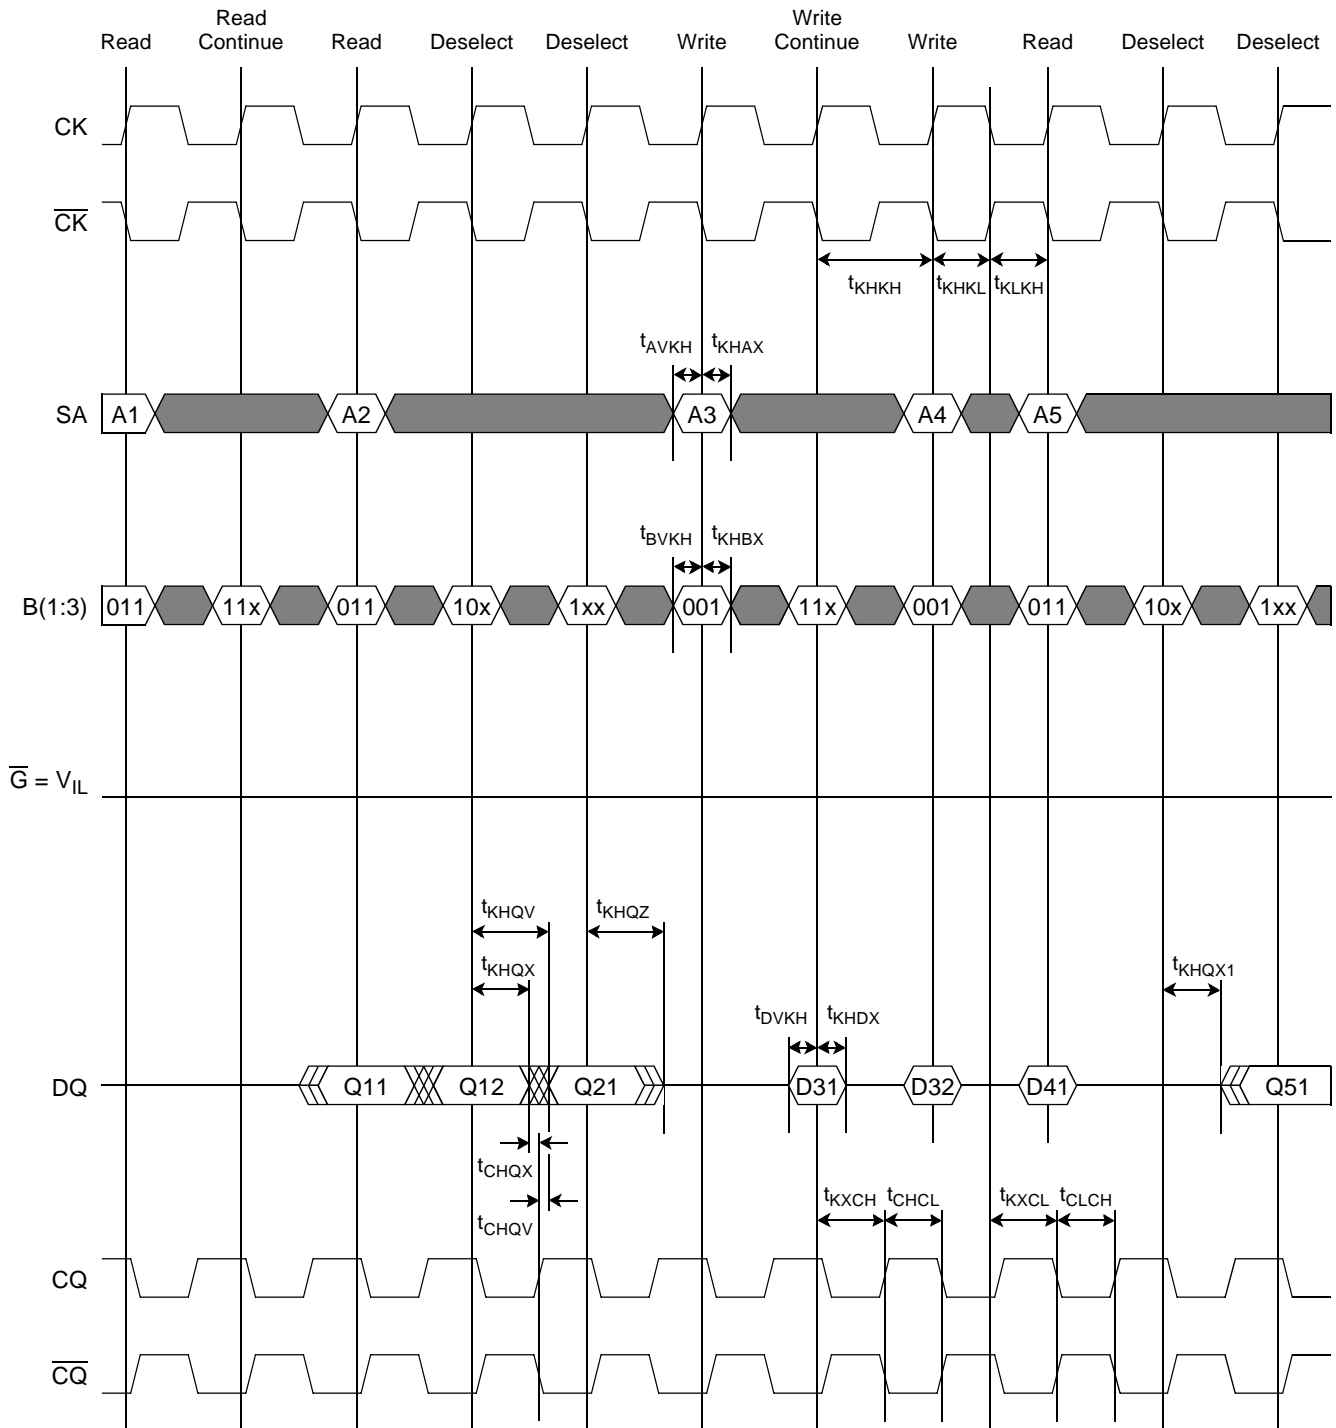 Read
Read Continue
Read
Deselect
Deselect
Write
Write Continue
Write
Read
Deselect
Deselect
CK
CK
tKHKH
tKHKL
tKLKH
tAVKH
tKHAX
SA
A1
A2
A3
A4
A5
tBVKH
tKHBX
B(1:3)
011
11x
011
10x
1xx
001
11x
001
011
10x
1xx
G = VIL
tKHQV
tKHQZ
tKHQX
tKHQX1
tDVKH
tKHDX
DQ
Q11
Q12
Q21
D31
D32
D41
Q51
tCHQX
tCHQV
tKXCH
tCHCL
tKXCL
tCLCH
CQ
CQ